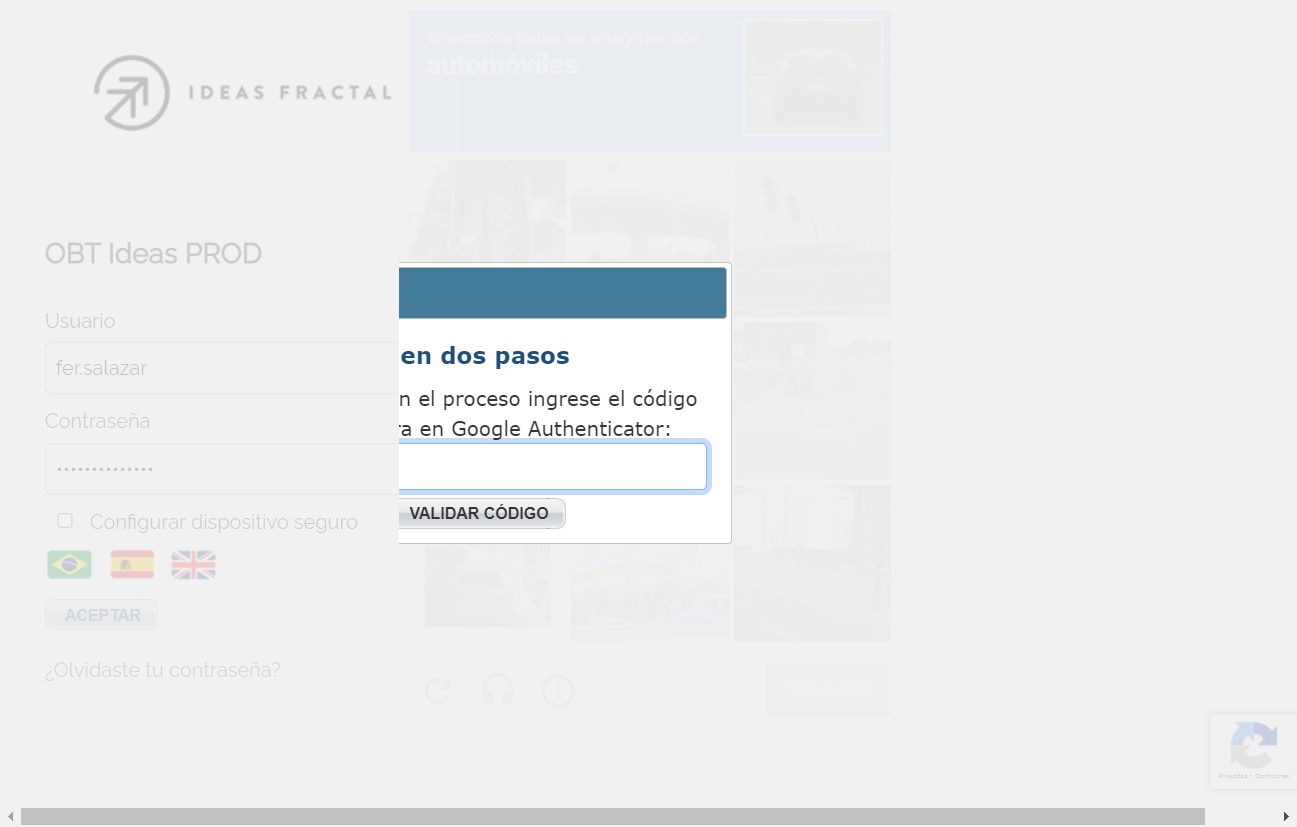 Selecciona todas las imágenes con
automóviles
IDEAS FRACTAL
OBT Ideas PROD
Usuario
fer.salazar
Contraseña
••••••••••••••
Configurar dispositivo seguro
ACEPTAR
¿Olvidaste tu contraseña?
en dos pasos
n el proceso ingrese el código
ra en Google Authenticator:
VALIDAR CÓDIGO
VERIFICAR
Privacidad - Condiciones